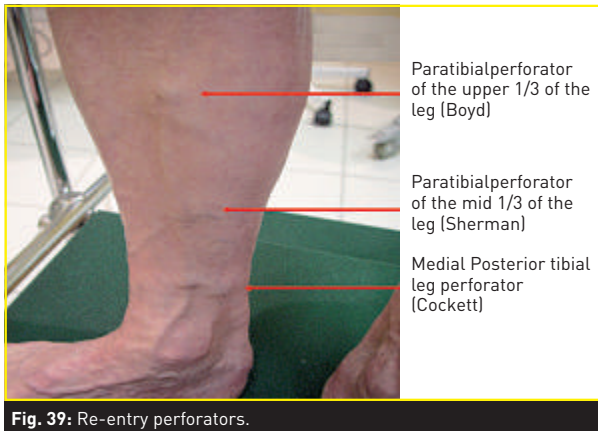 Paratibialperforator
of the upper 1/3 of the
leg (Boyd)
Paratibialperforator
of the mid 1/3 of the
leg (Sherman)
Medial Posterior tibial
leg perforator
(Cockett)
Fig. 39: Re-entry perforators.